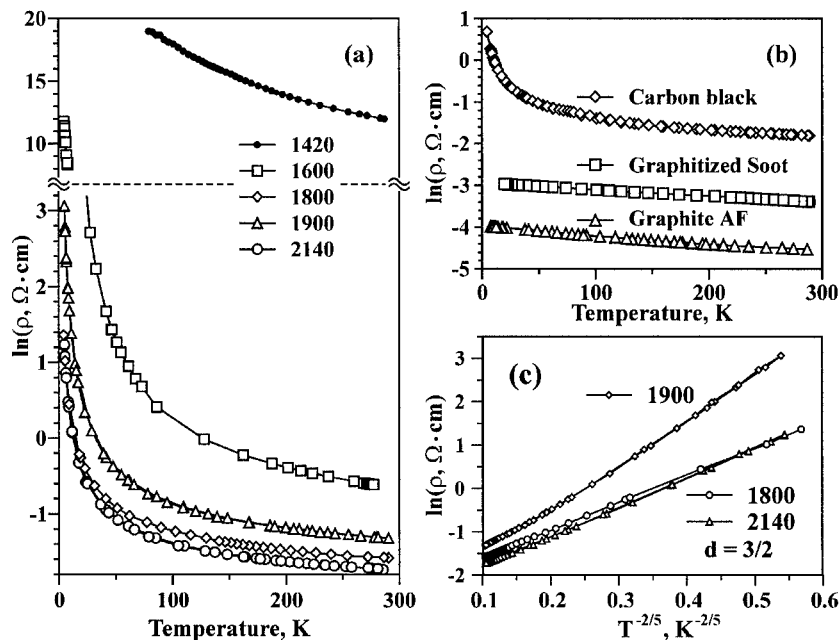 (a)
20
15
10
3
2
1
0
-1
ln(ρ, Ω·cm)
1420
1600
1800
1900
2140
0 100 200 300
Temperature, K
(b)
1
0
-1
-2
-3
-4
-5
ln(ρ, Ω·cm)
Carbon black
Graphitized Soot
Graphite AF
0 100 200 300
Temperature, K
(c)
3
2
1
0
-1
-2
ln(ρ, Ω·cm)
1900
1800
2140
d = 3/2
0.1 0.2 0.3 0.4 0.5 0.6
T-2/5, K-2/5